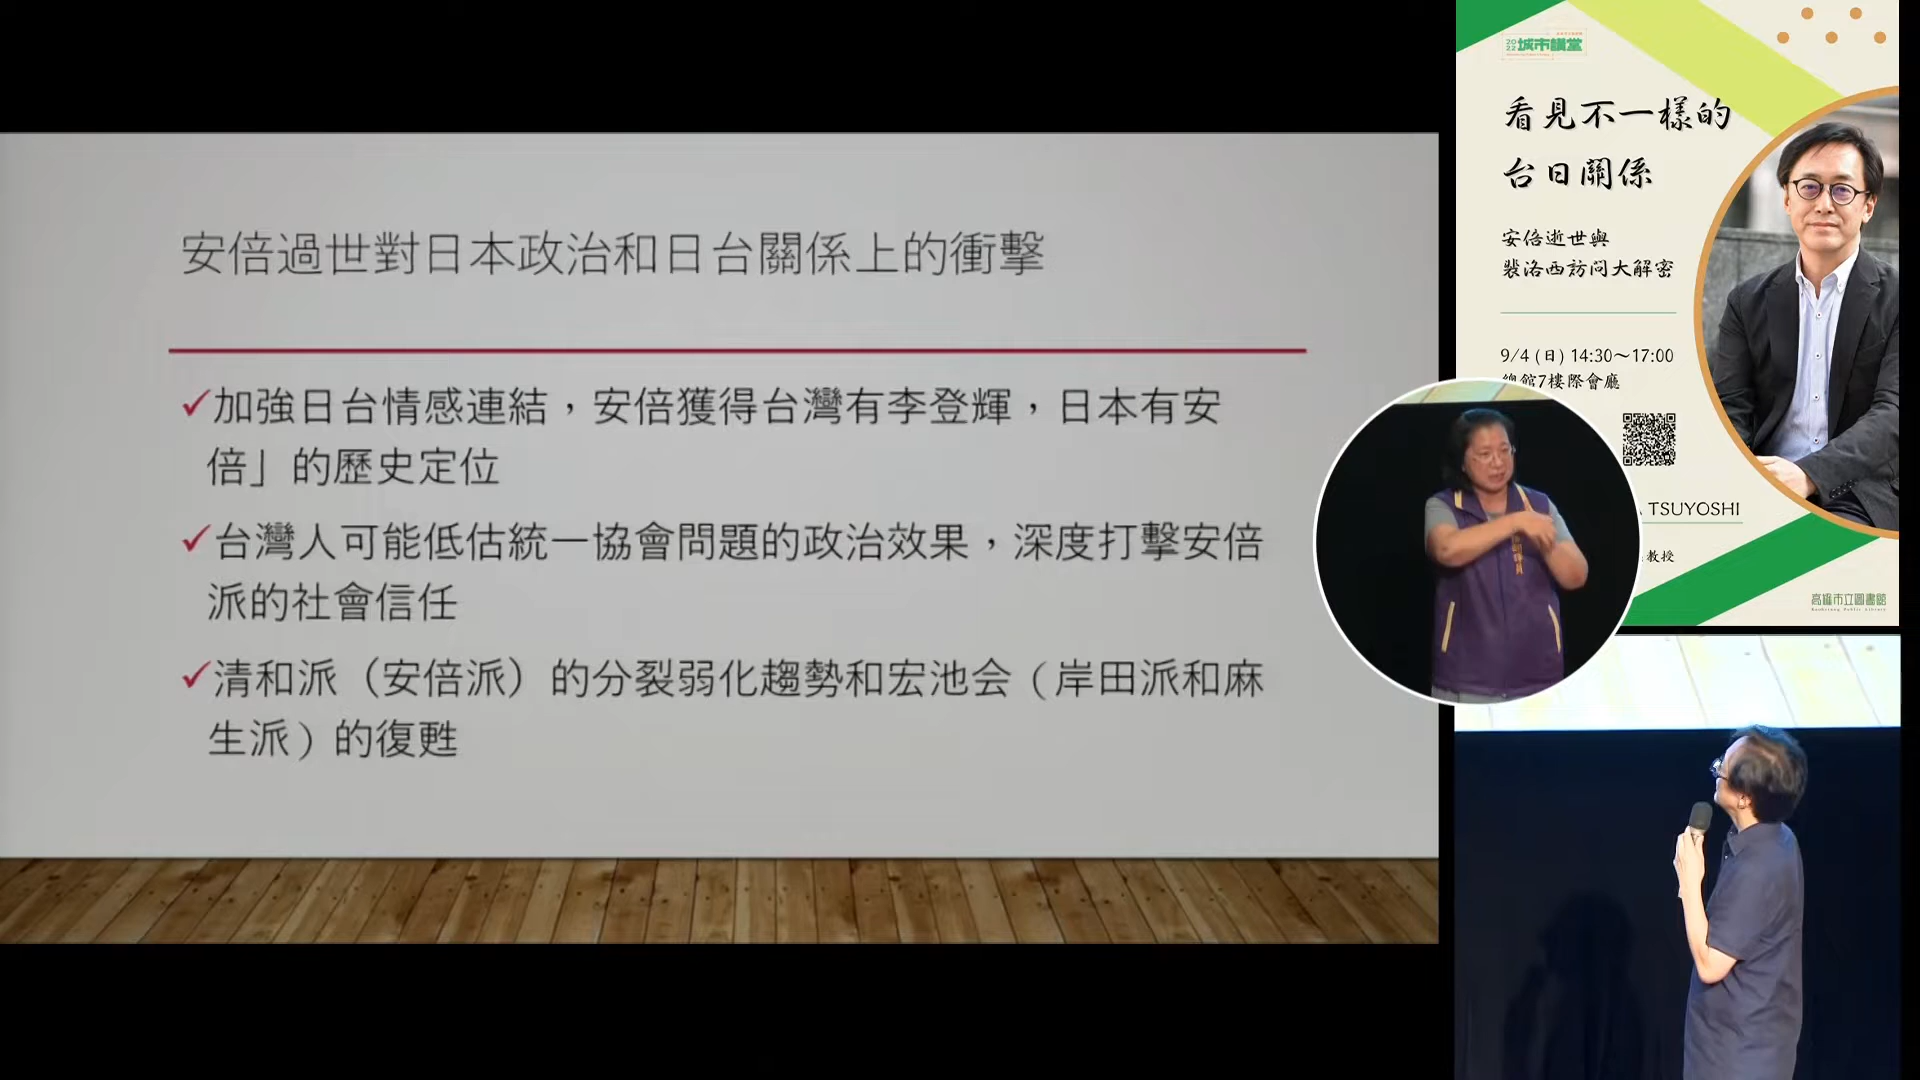 安倍過世對日本政治和日台關係上的衝擊
✓加強日台情感連結，安倍獲得台灣有李登輝，日本有安
倍」的歷史定位
✓台灣人可能低估統一協會問題的政治效果，深度打擊安倍
派的社會信任
✓清和派（安倍派）的分裂弱化趨勢和宏池会（岸田派和麻
生派）的復甦
2022 城市講堂
看見不一樣的
台日關係
安倍逝世與
裴洛西訪問大解密
9/4 (日) 14:30～17:00
總館7樓際會廳
TSUYOSHI
教授
高雄市立圖書館
Kaohsiung Public Library